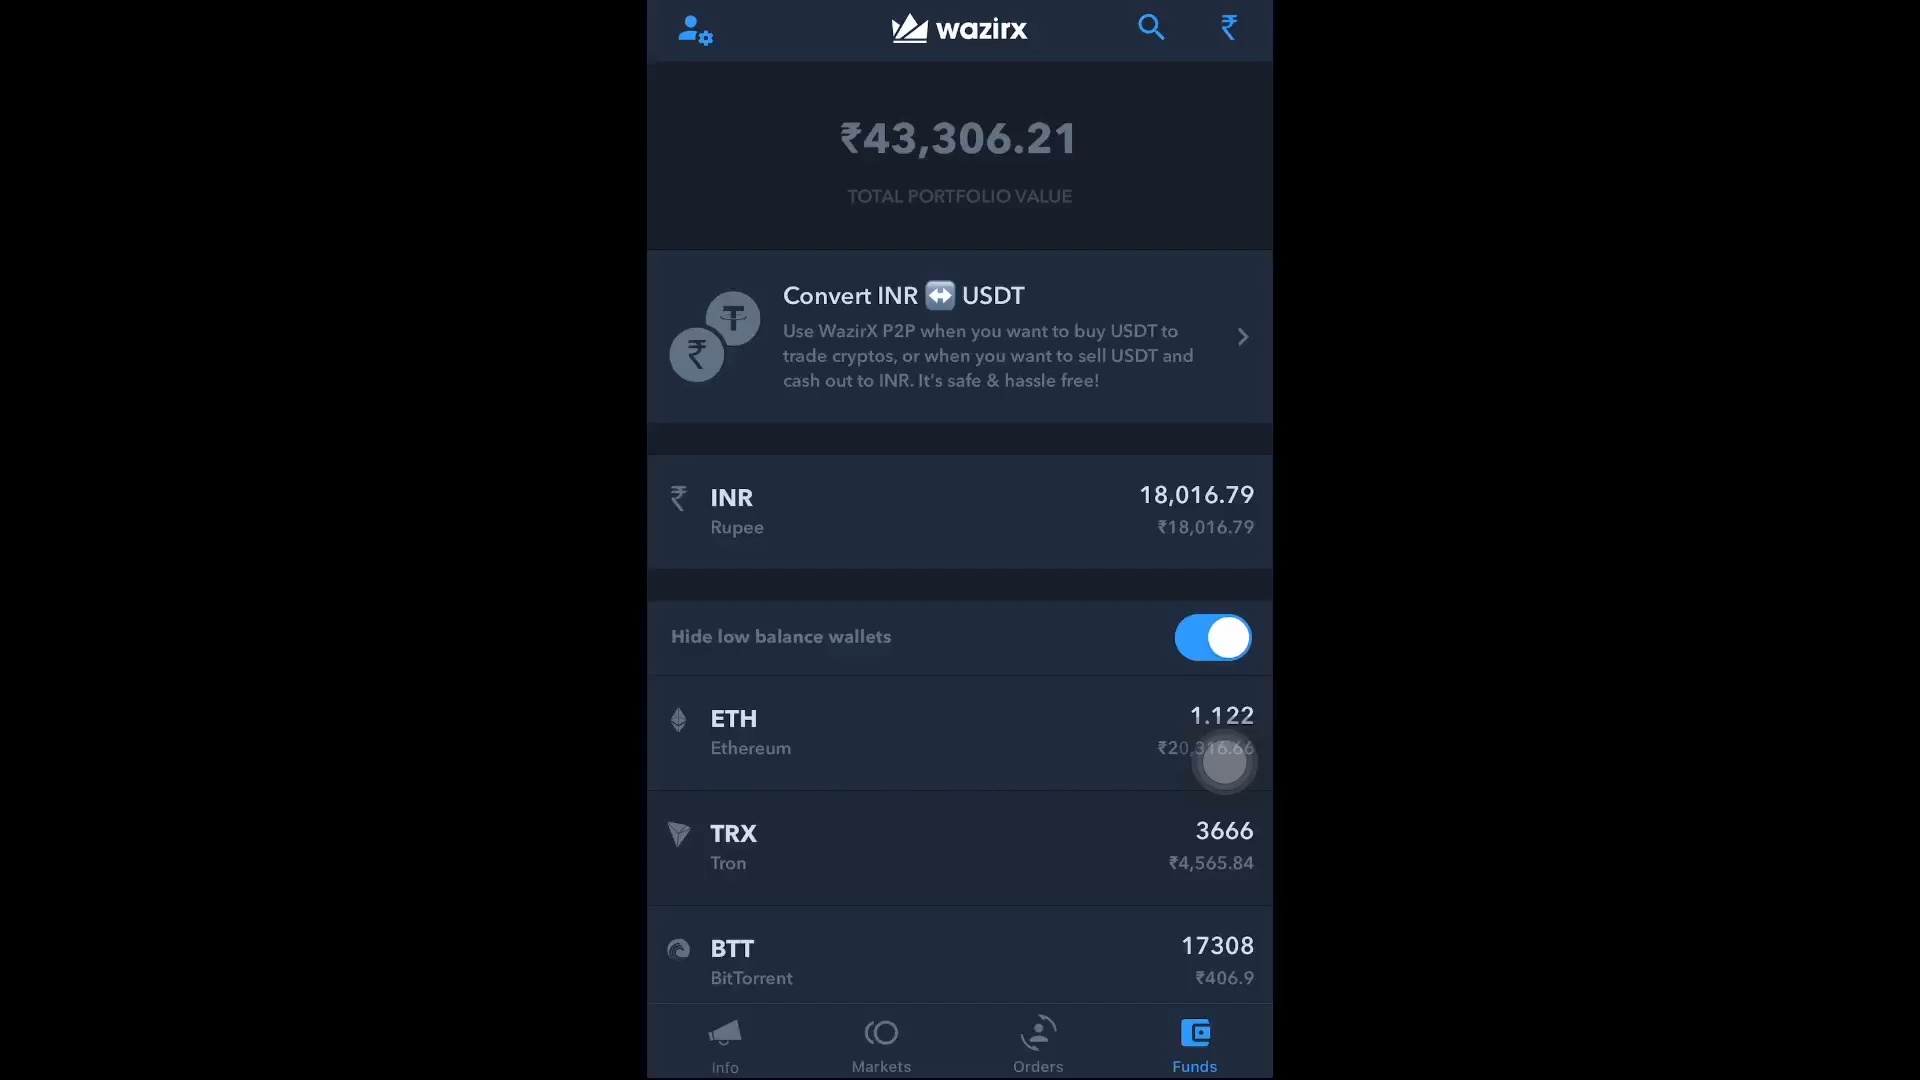 wazirx
₹
₹43,306.21
TOTAL PORTFOLIO VALUE
Convert INR ↔ USDT
Use WazirX P2P when you want to buy USDT to
trade cryptos, or when you want to sell USDT and
cash out to INR. It's safe & hassle free!
₹ INR 18,016.79
Rupee ₹18,016.79
Hide low balance wallets
ETH 1.122
Ethereum ₹20,316.66
TRX 3666
Tron ₹4,565.84
BTT 17308
BitTorrent ₹406.9
Info Markets Orders Funds